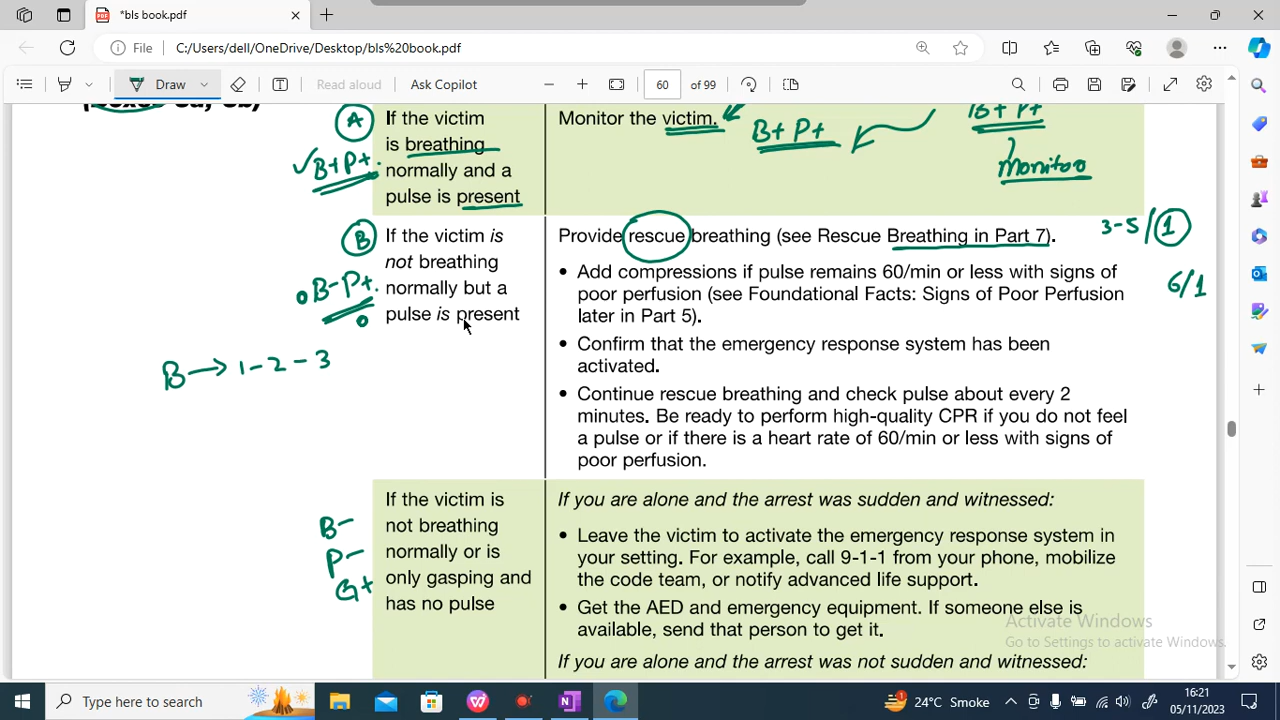 *bls book.pdf
File
C:/Users/dell/OneDrive/Desktop/bls%20book.pdf
Draw
Read aloud
Ask Copilot
60
of 99
If the victim
is breathing
normally and a
pulse is present
Monitor the victim.
A
B+ P+
B+ P+
B+ P+
monitor
B
B- P+
If the victim is
not breathing
normally but a
pulse is present
Provide rescue breathing (see Rescue Breathing in Part 7).
3-5/1
6/1
• Add compressions if pulse remains 60/min or less with signs of
poor perfusion (see Foundational Facts: Signs of Poor Perfusion
later in Part 5).
• Confirm that the emergency response system has been
activated.
• Continue rescue breathing and check pulse about every 2
minutes. Be ready to perform high-quality CPR if you do not feel
a pulse or if there is a heart rate of 60/min or less with signs of
poor perfusion.
B → 1-2-3
B-
P-
G+
If the victim is
not breathing
normally or is
only gasping and
has no pulse
If you are alone and the arrest was sudden and witnessed:
• Leave the victim to activate the emergency response system in
your setting. For example, call 9-1-1 from your phone, mobilize
the code team, or notify advanced life support.
• Get the AED and emergency equipment. If someone else is
available, send that person to get it.
If you are alone and the arrest was not sudden and witnessed:
Activate Windows
Go to Settings to activate Windows.
Type here to search
24°C Smoke
16:21
05/11/2023